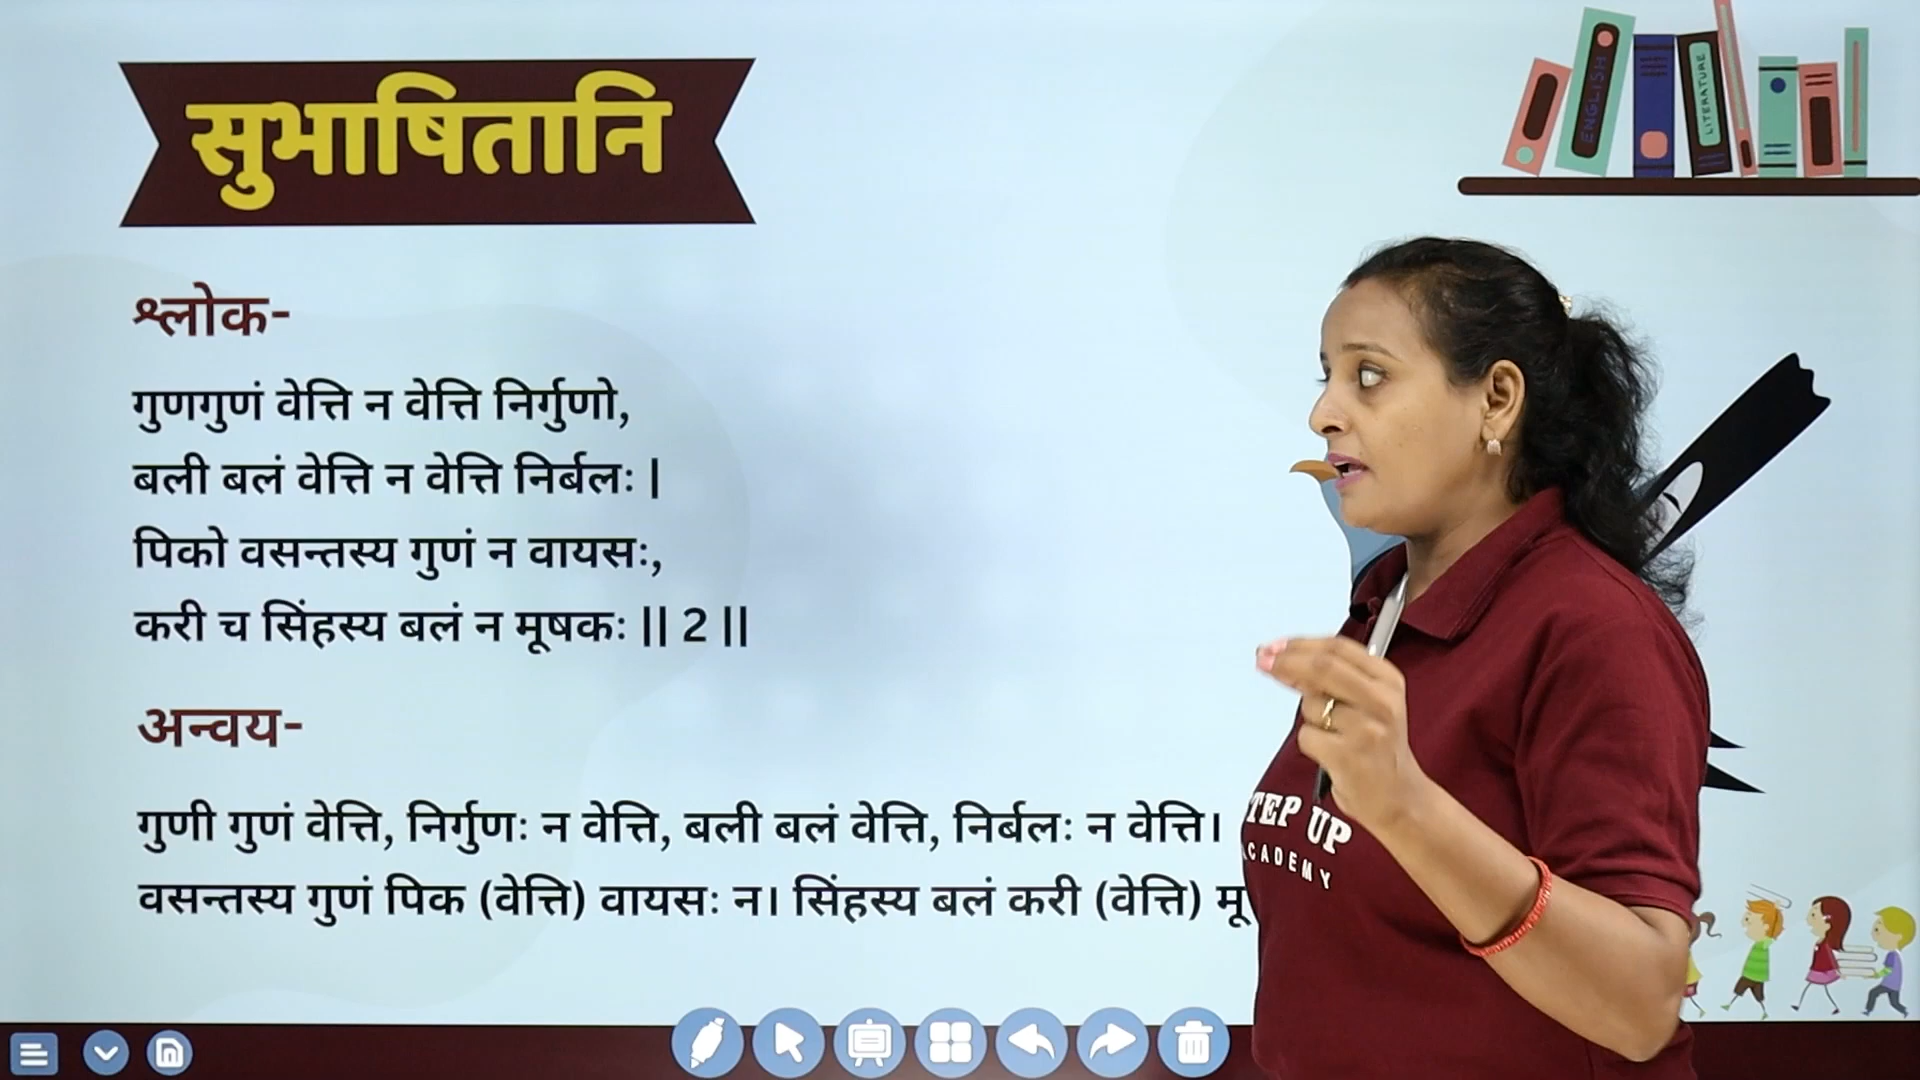 सुभाषितानि
ENGLISH
LITERATURE
श्लोक-
गुणगुणं वेत्ति न वेत्ति निर्गुणो,
बली बलं वेत्ति न वेत्ति निर्बलः |
पिको वसन्तस्य गुणं न वायसः,
करी च सिंहस्य बलं न मूषकः || 2 ||
अन्वय-
गुणी गुणं वेत्ति, निर्गुणः न वेत्ति, बली बलं वेत्ति, निर्बलः न वेत्ति।
वसन्तस्य गुणं पिक (वेत्ति) वायसः न। सिंहस्य बलं करी (वेत्ति)
TEP UP
CADEMY